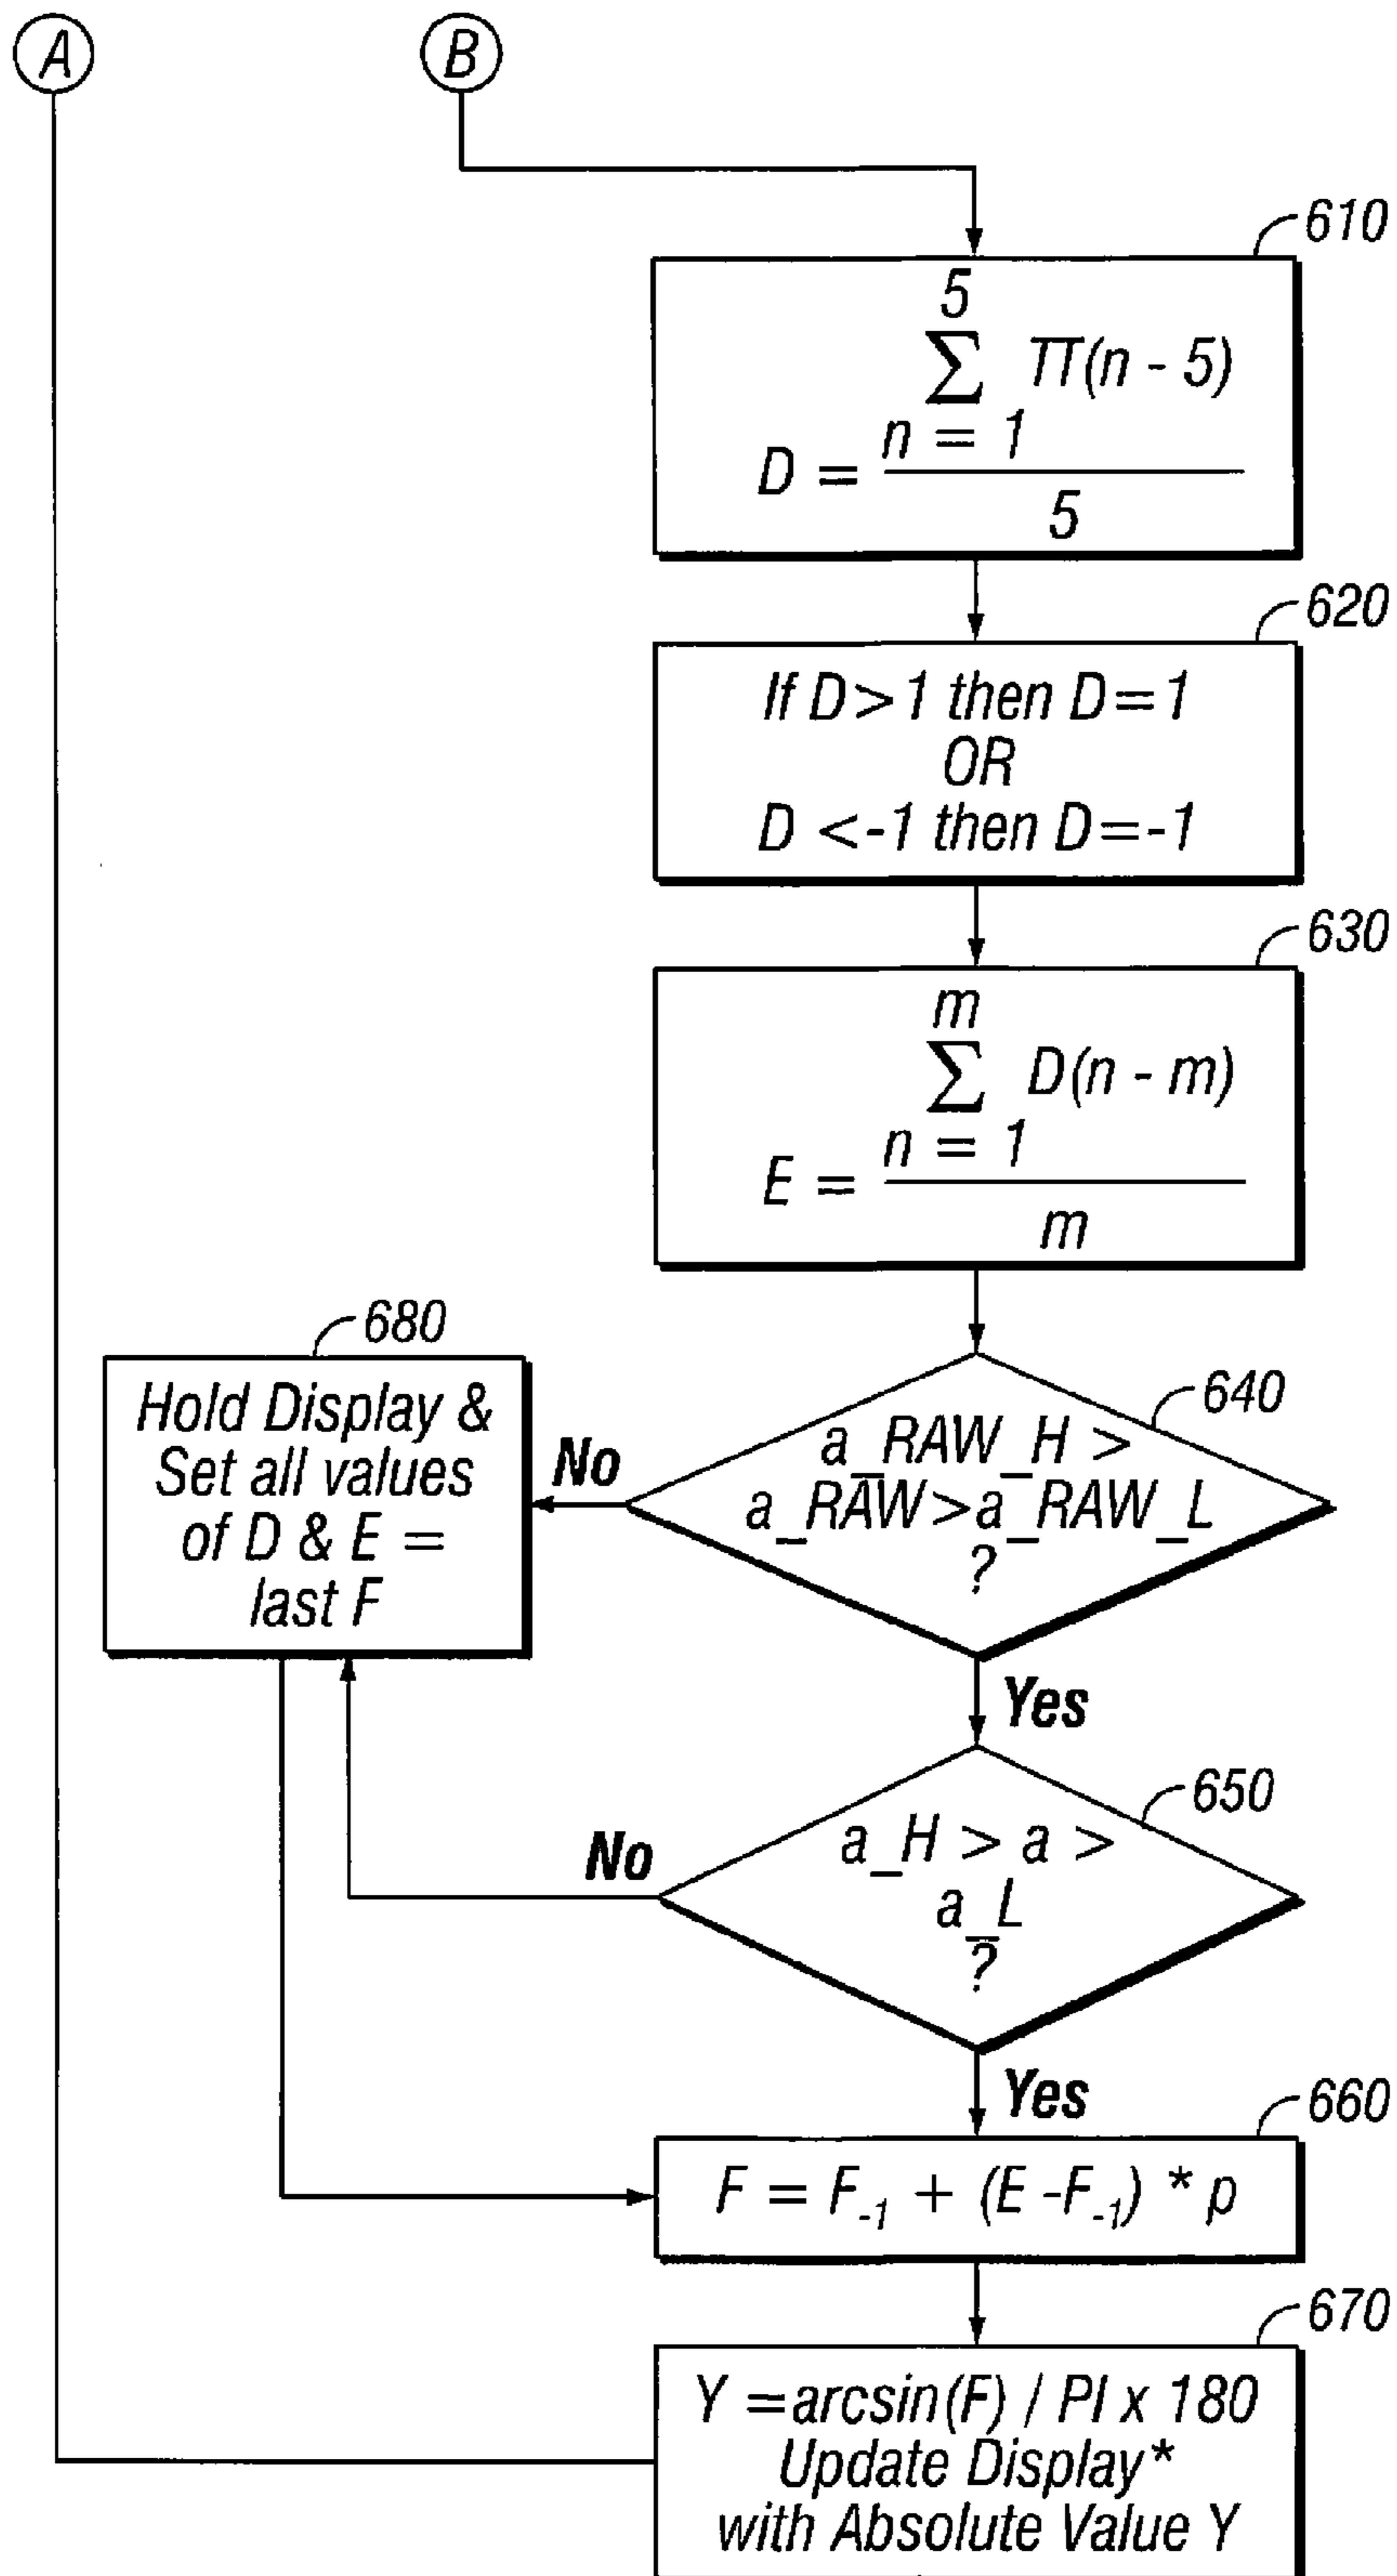 A
B
610
5
Σ TT(n - 5)
n = 1
D =
5
620
If D > 1 then D = 1
OR
D < -1 then D = -1
630
m
Σ D(n - m)
n = 1
E =
m
680
Hold Display &
Set all values
of D & E =
last F
No
640
a_RAW_H >
a_RAW > a_RAW_L
?
Yes
650
No
a_H > a >
a_L
?
Yes
660
F = F₋₁ + (E - F₋₁) * p
670
Y = arcsin(F) / PI x 180
Update Display*
with Absolute Value Y